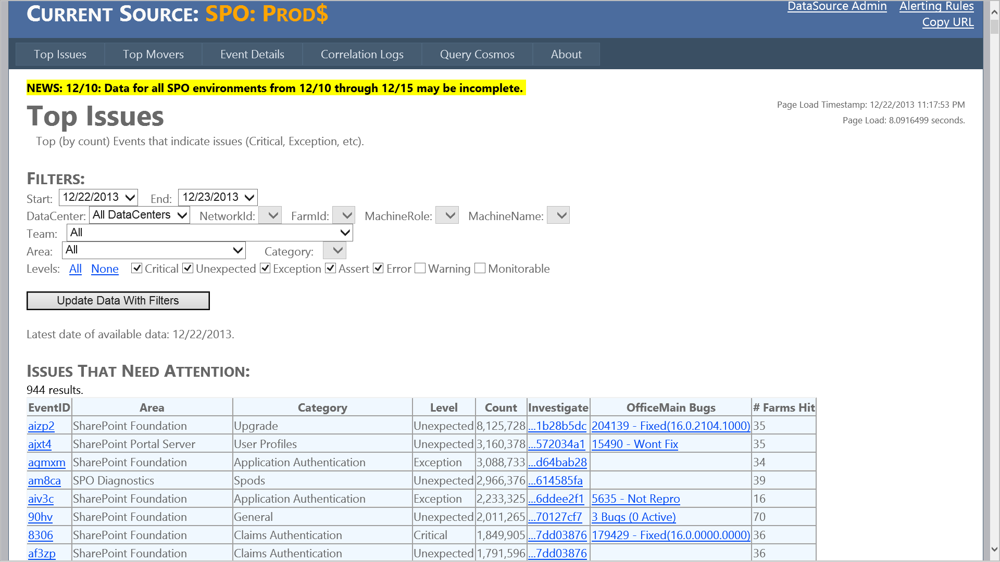 CURRENT SOURCE: SPO: PROD$
DataSource Admin Alerting Rules
Copy URL
Top Issues Top Movers Event Details Correlation Logs Query Cosmos About
NEWS: 12/10: Data for all SPO environments from 12/10 through 12/15 may be incomplete.
Page Load Timestamp: 12/22/2013 11:17:53 PM
Page Load: 8.0916499 seconds.
Top Issues
Top (by count) Events that indicate issues (Critical, Exception, etc).
FILTERS:
Start: 12/22/2013 End: 12/23/2013
DataCenter: All DataCenters NetworkId: FarmId: MachineRole: MachineName:
Team: All
Area: All Category:
Levels: All None Critical Unexpected Exception Assert Error Warning Monitorable
Update Data With Filters
Latest date of available data: 12/22/2013.
ISSUES THAT NEED ATTENTION:
944 results.
EventID Area Category Level Count Investigate OfficeMain Bugs # Farms Hit
aizp2 SharePoint Foundation Upgrade Unexpected 8,125,728 ...1b28b5dc 204139 - Fixed(16.0.2104.1000) 35
ajxt4 SharePoint Portal Server User Profiles Unexpected 3,160,378 ...572034a1 15490 - Wont Fix 35
agmxm SharePoint Foundation Application Authentication Exception 3,088,733 ...d64bab28 34
am8ca SPO Diagnostics Spods Unexpected 2,966,376 ...614585fa 39
aiv3c SharePoint Foundation Application Authentication Exception 2,233,325 ...6ddee2f1 5635 - Not Repro 16
90hv SharePoint Foundation General Unexpected 2,011,265 ...70127cf7 3 Bugs (0 Active) 70
8306 SharePoint Foundation Claims Authentication Critical 1,849,905 ...7dd03876 179429 - Fixed(16.0.0000.0000) 36
af3zp SharePoint Foundation Claims Authentication Unexpected 1,791,596 ...7dd03876 36